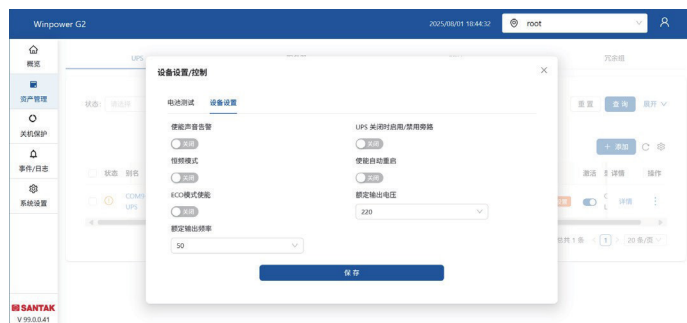 Winpower G2
2025/08/01 18:44:32
root
概览
资产管理
关机保护
事件/日志
系统设置
UPS
冗余组
状态:
重置
查询
展开
+ 添加
状态 别名
激活
详情
操作
COM3
UPS
详情
共 1 条
1
20 条/页
设备设置/控制
电池测试
设备设置
使能声音告警
UPS 关闭时启用/禁用旁路
关闭
关闭
恒频模式
使能自动重启
关闭
关闭
ECO模式使能
额定输出电压
关闭
220
额定输出频率
50
保存
SANTAK
V 99.0.0.41